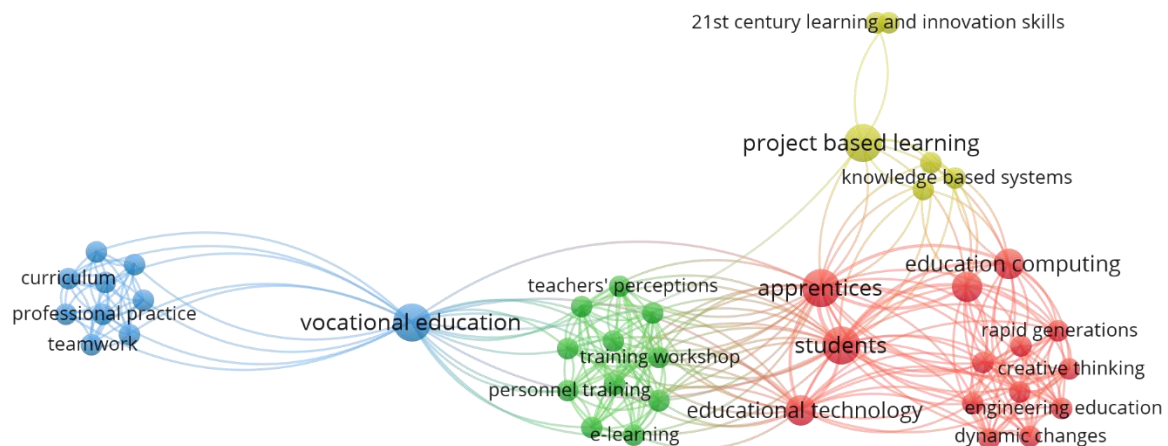 21st century learning and innovation skills
project based learning
knowledge based systems
education computing
curriculum
teachers' perceptions
apprentices
professional practice
vocational education
rapid generations
teamwork
students
training workshop
creative thinking
personnel training
educational technology
engineering education
e-learning
dynamic changes